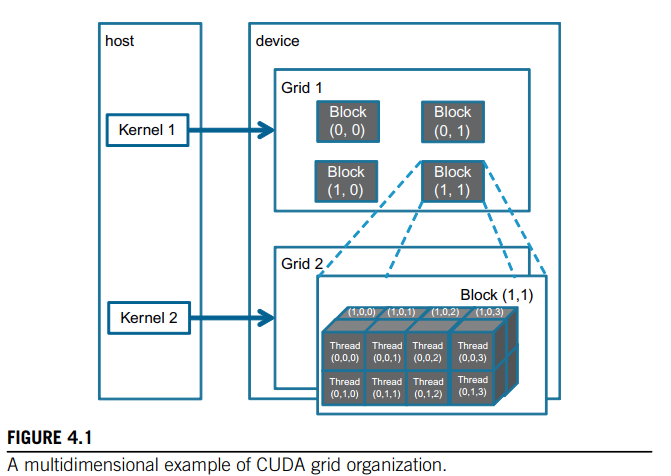 host
device
Grid 1
Kernel 1
Block
(0, 0)
Block
(0, 1)
Block
(1, 0)
Block
(1, 1)
Grid 2
Kernel 2
Block (1,1)
(1,0,0) (1,0,1) (1,0,2) (1,0,3)
Thread
(0,0,0)
Thread
(0,0,1)
Thread
(0,0,2)
Thread
(0,0,3)
Thread
(0,1,0)
Thread
(0,1,1)
Thread
(0,1,2)
Thread
(0,1,3)
FIGURE 4.1
A multidimensional example of CUDA grid organization.